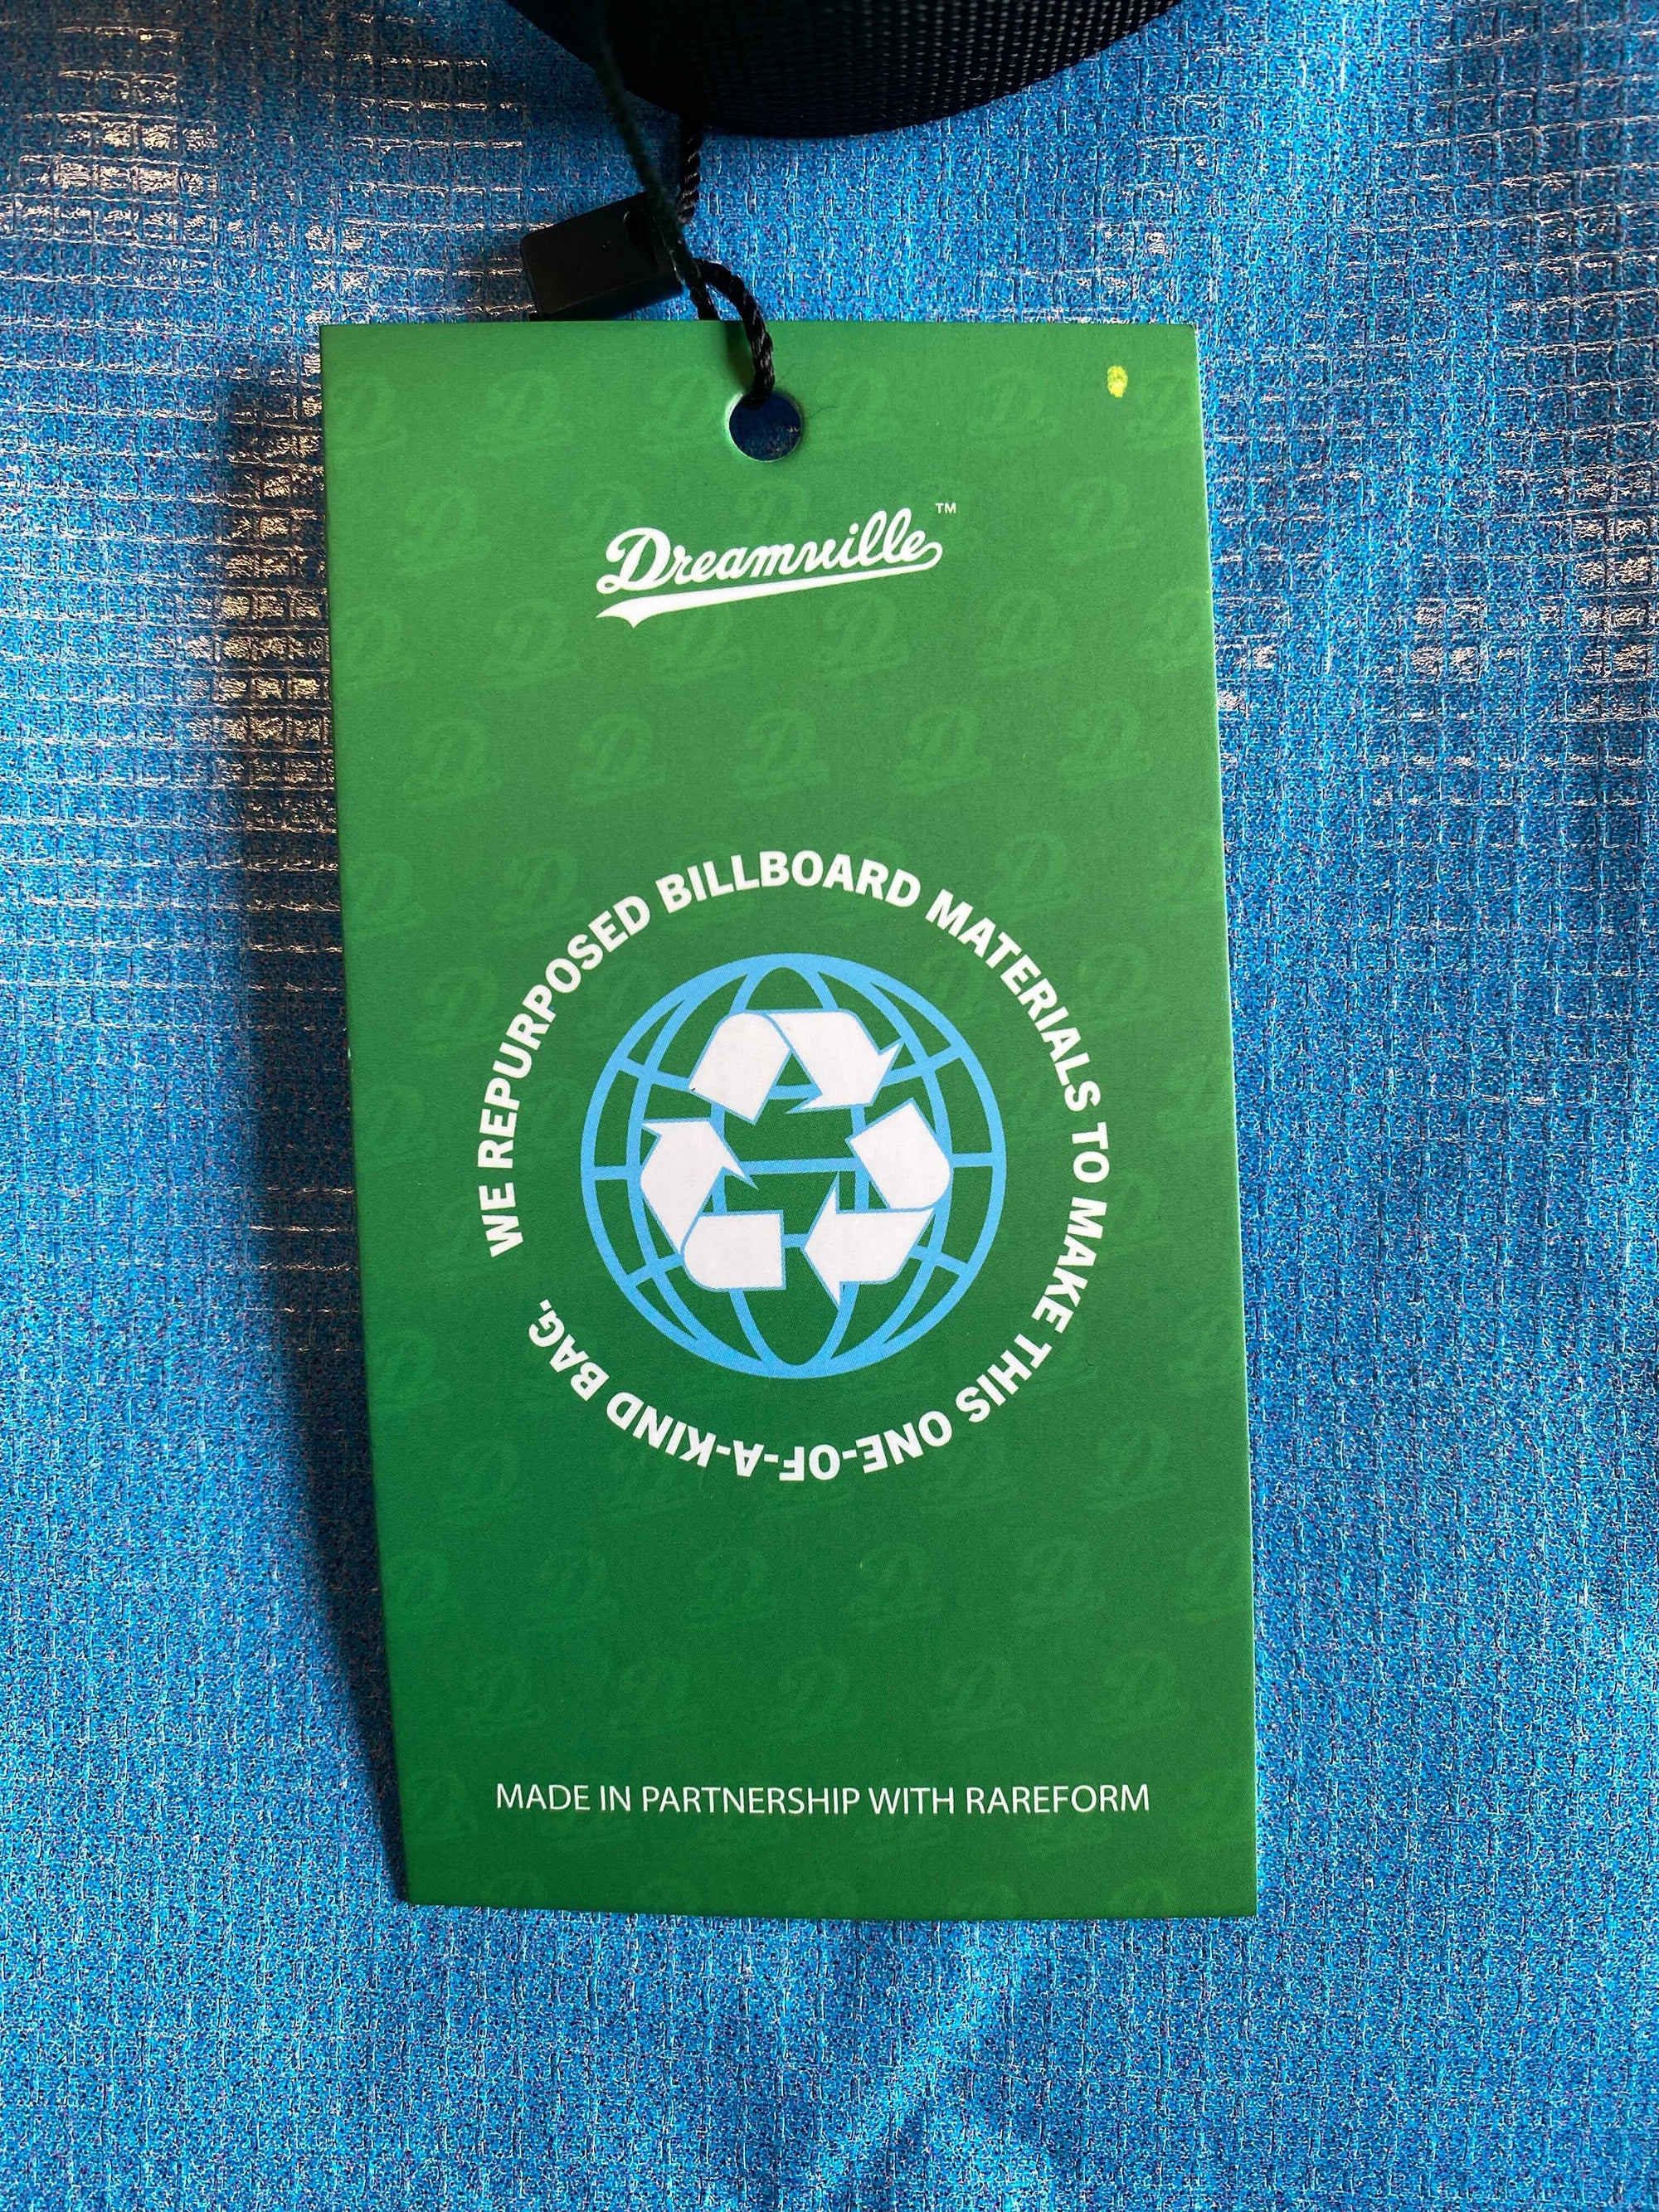 Dreamville™
WE REPURPOSED BILLBOARD MATERIALS TO MAKE THIS ONE-OF-A-KIND BAG.
MADE IN PARTNERSHIP WITH RAREFORM